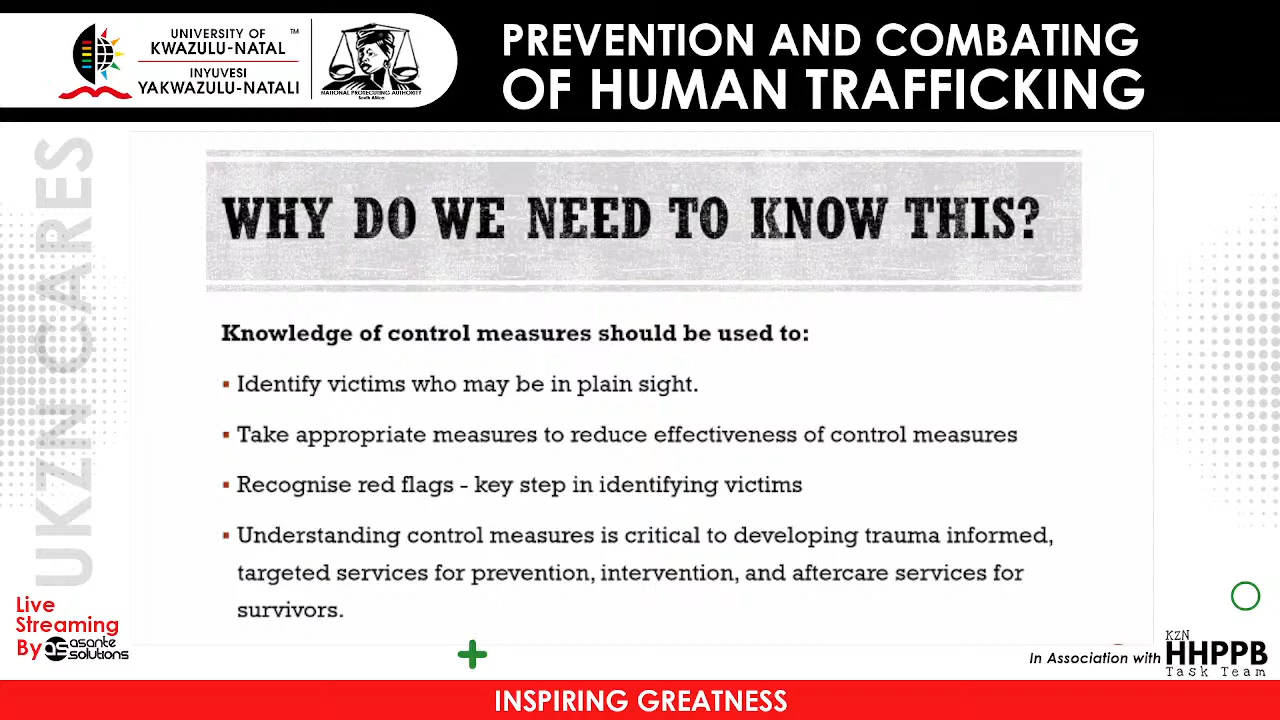 UNIVERSITY OF
KWAZULU-NATAL
TM
INYUVESI
YAKWAZULU-NATALI
NATIONAL PROSECUTING AUTHORITY
South Africa
PREVENTION AND COMBATING
OF HUMAN TRAFFICKING
UKZN CARES
WHY DO WE NEED TO KNOW THIS?
Knowledge of control measures should be used to:
▪ Identify victims who may be in plain sight.
▪ Take appropriate measures to reduce effectiveness of control measures
▪ Recognise red flags - key step in identifying victims
▪ Understanding control measures is critical to developing trauma informed,
targeted services for prevention, intervention, and aftercare services for
survivors.
Live
Streaming
By as asante
solutions
In Association with
KZN
HHPPB
Task Team
INSPIRING GREATNESS